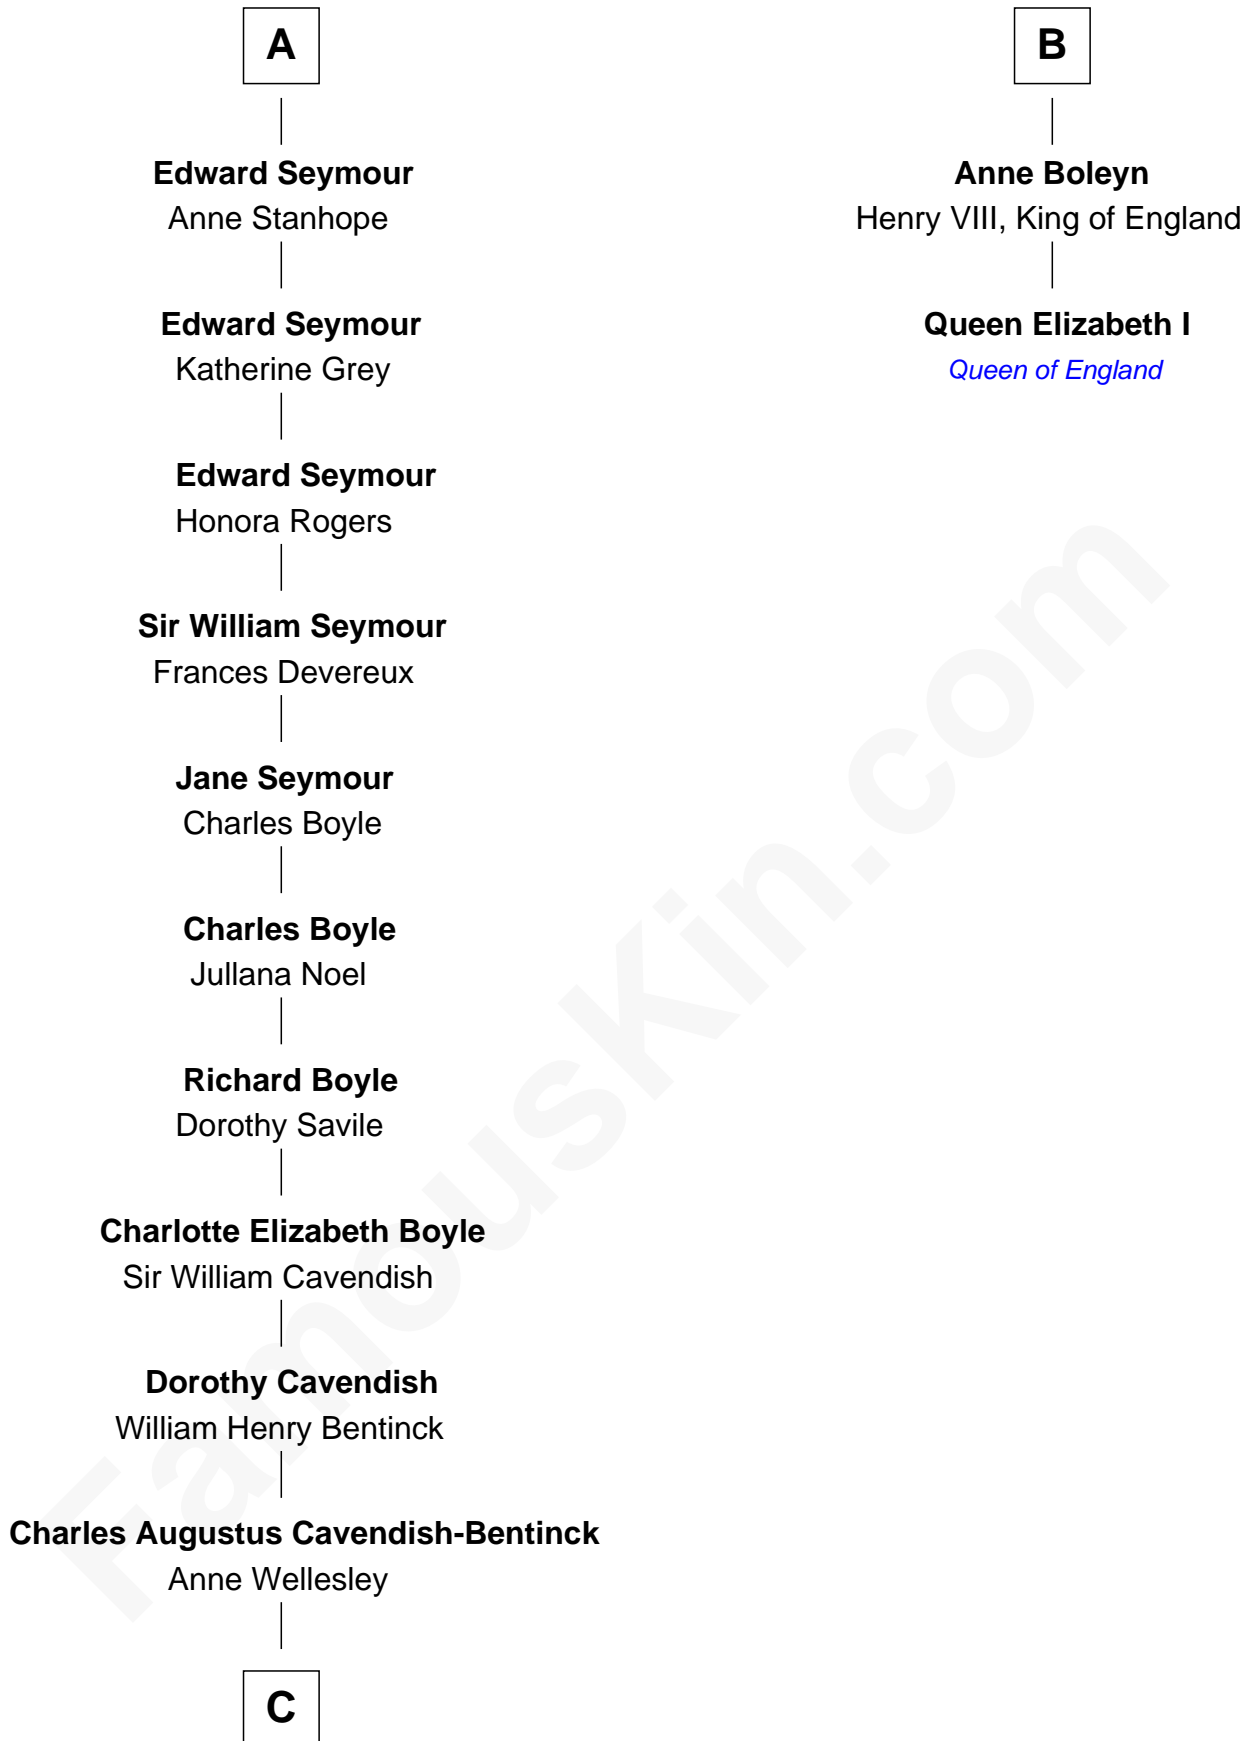 A
Edward Seymour
Anne Stanhope
Edward Seymour
Katherine Grey
Edward Seymour
Honora Rogers
Sir William Seymour
Frances Devereux
Jane Seymour
Charles Boyle
Charles Boyle
Jullana Noel
Richard Boyle
Dorothy Savile
Charlotte Elizabeth Boyle
Sir William Cavendish
Dorothy Cavendish
William Henry Bentinck
Charles Augustus Cavendish-Bentinck
Anne Wellesley
C
B
Anne Boleyn
Henry VIII, King of England
Queen Elizabeth I
Queen of England
FamousKin.com